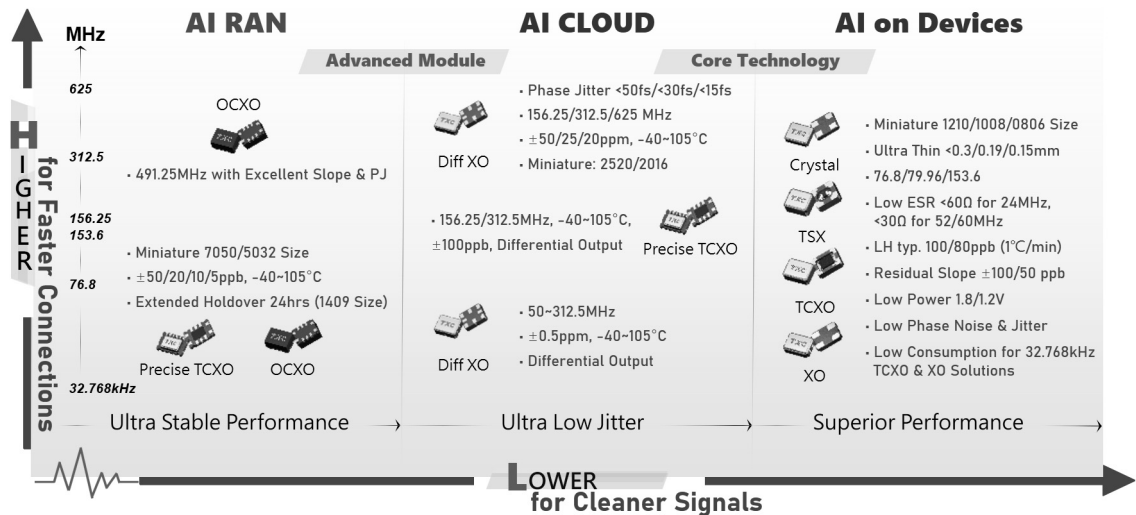 AI RAN
AI CLOUD
AI on Devices
Advanced Module
Core Technology
HIGHER
for Faster Connections
MHz
625
312.5
156.25
153.6
76.8
32.768kHz
OCXO
• 491.25MHz with Excellent Slope & PJ
• Miniature 7050/5032 Size
• ±50/20/10/5ppb, -40~105°C
• Extended Holdover 24hrs (1409 Size)
Precise TCXO
OCXO
Ultra Stable Performance
• Phase Jitter <50fs/<30fs/<15fs
• 156.25/312.5/625 MHz
• ±50/25/20ppm, -40~105°C
• Miniature: 2520/2016
Diff XO
• 156.25/312.5MHz, -40~105°C,
±100ppb, Differential Output
Precise TCXO
• 50~312.5MHz
• ±0.5ppm, -40~105°C
• Differential Output
Diff XO
Ultra Low Jitter
Crystal
TSX
TCXO
XO
• Miniature 1210/1008/0806 Size
• Ultra Thin <0.3/0.19/0.15mm
• 76.8/79.96/153.6
• Low ESR <60Ω for 24MHz,
<30Ω for 52/60MHz
• LH typ. 100/80ppb (1°C/min)
• Residual Slope ±100/50 ppb
• Low Power 1.8/1.2V
• Low Phase Noise & Jitter
• Low Consumption for 32.768kHz
TCXO & XO Solutions
Superior Performance
LOWER
for Cleaner Signals